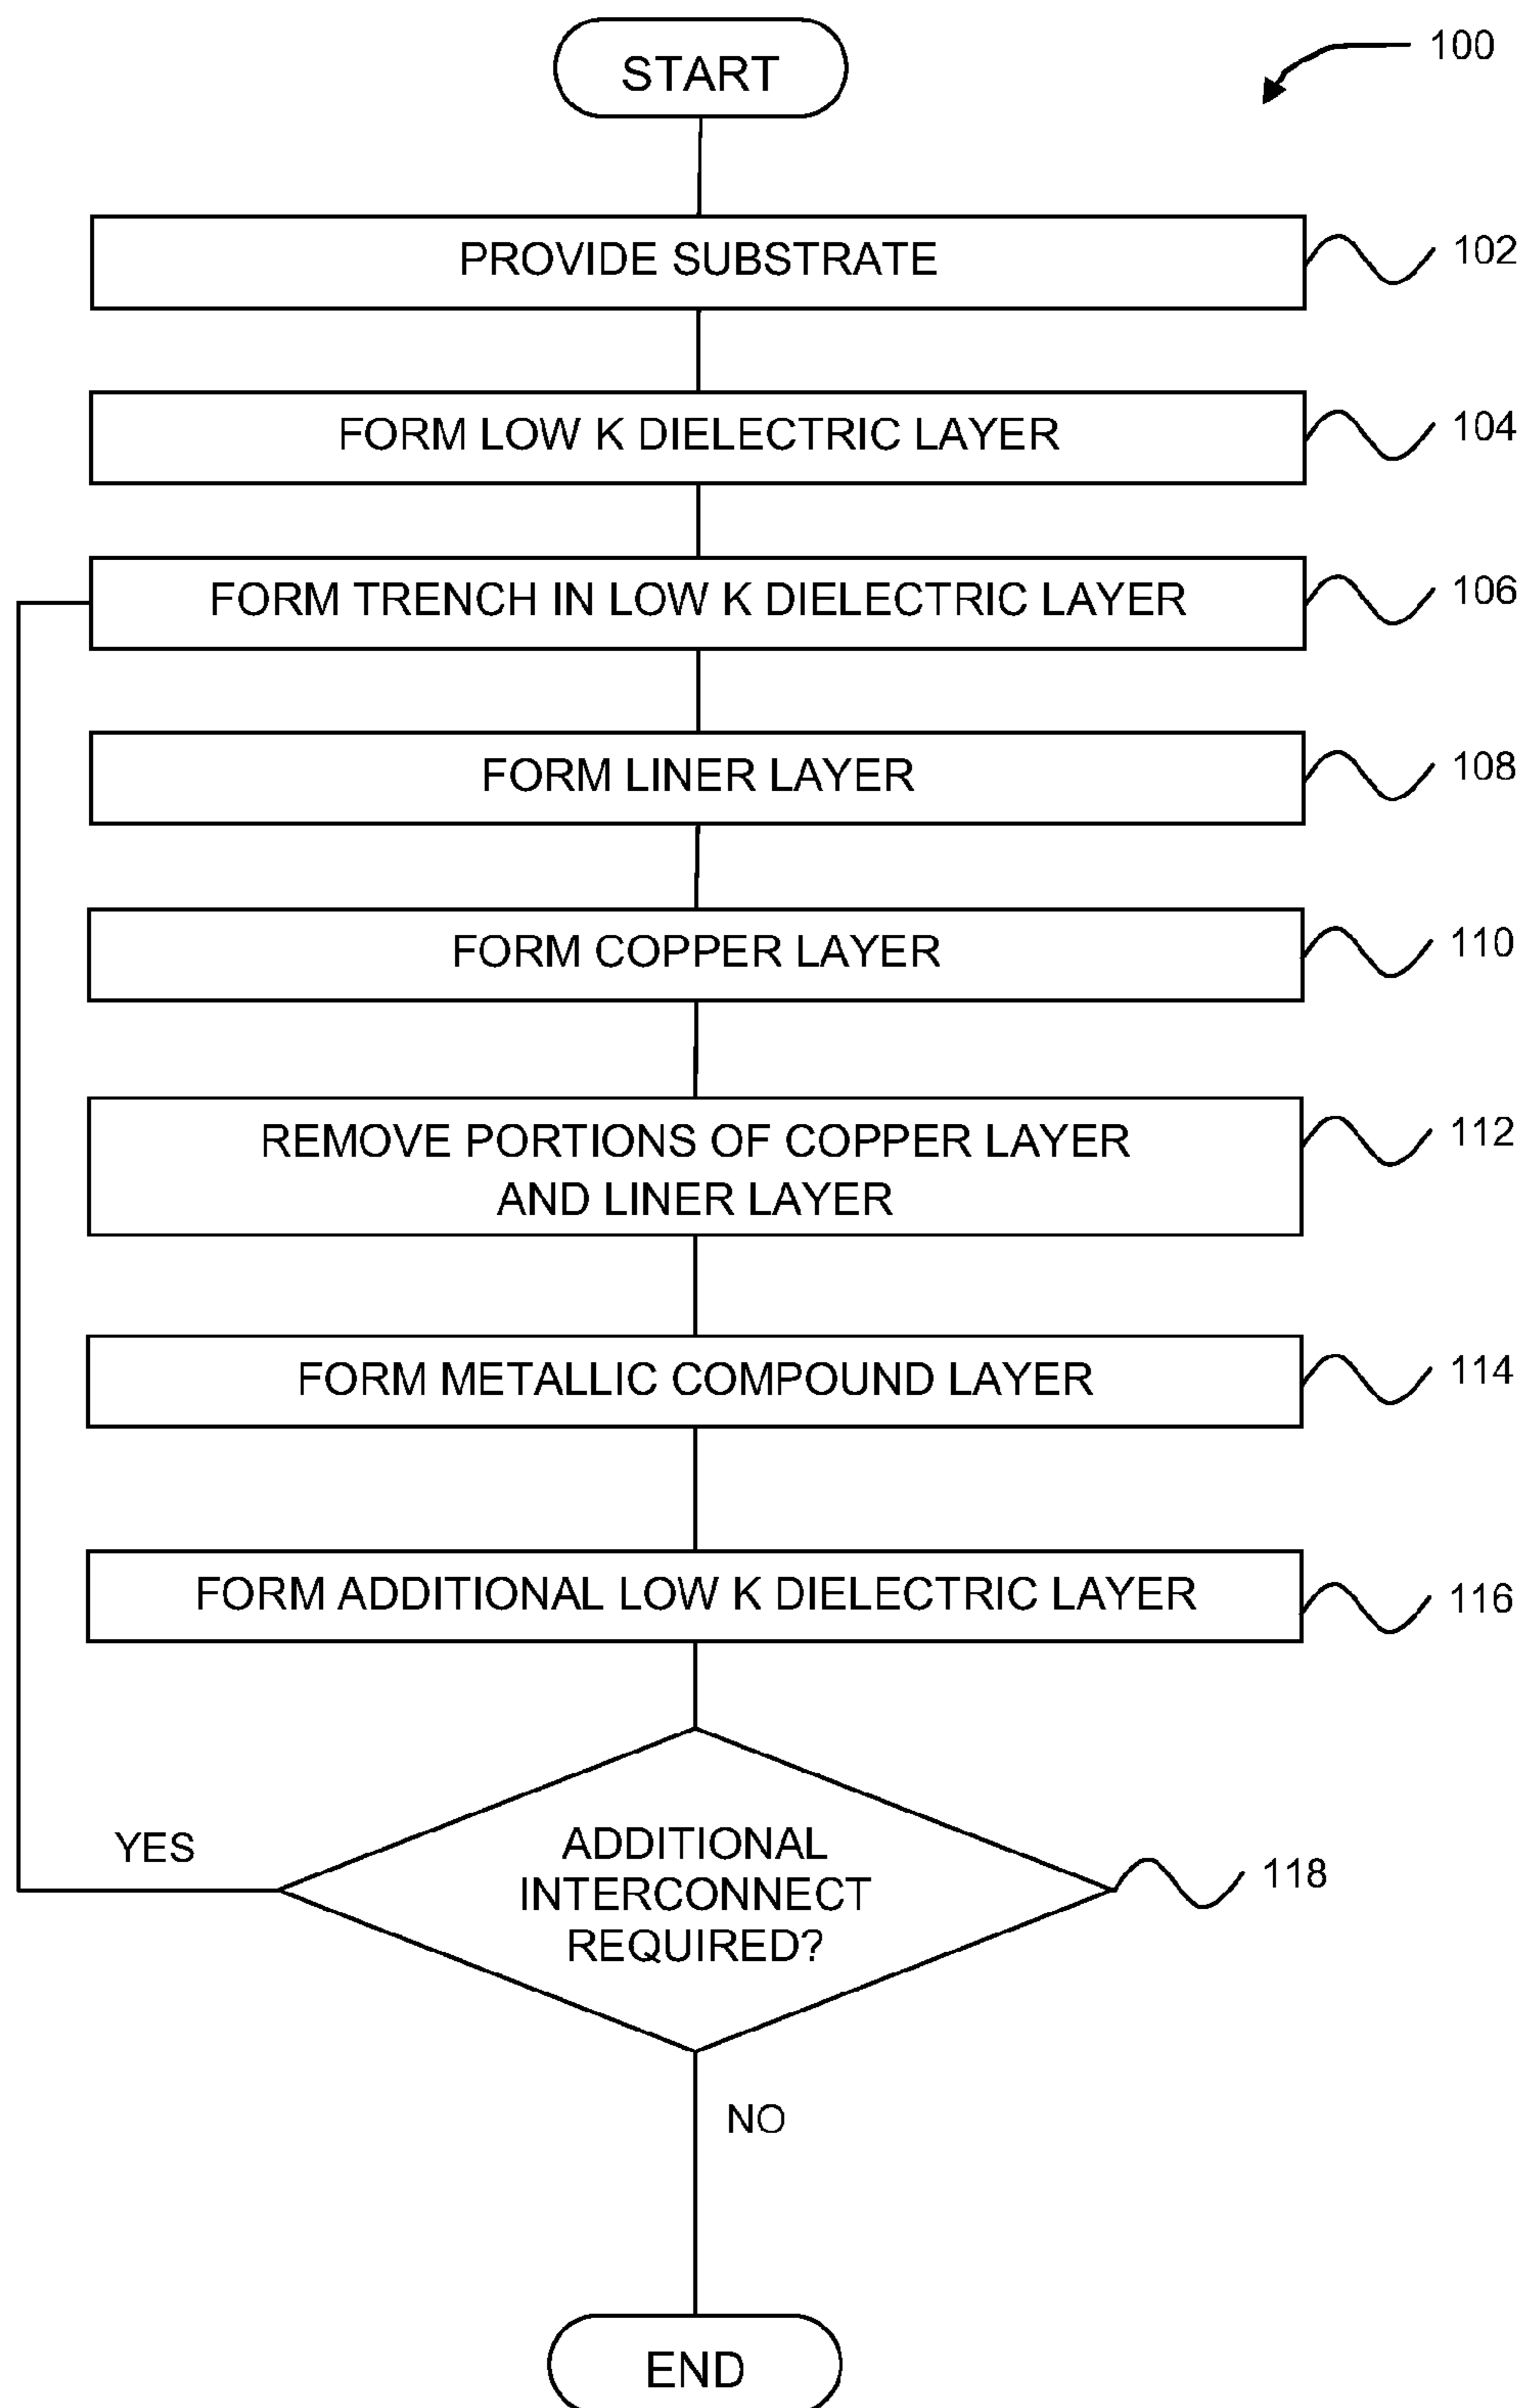 START
100
PROVIDE SUBSTRATE
102
FORM LOW K DIELECTRIC LAYER
104
FORM TRENCH IN LOW K DIELECTRIC LAYER
106
FORM LINER LAYER
108
FORM COPPER LAYER
110
REMOVE PORTIONS OF COPPER LAYER
AND LINER LAYER
112
FORM METALLIC COMPOUND LAYER
114
FORM ADDITIONAL LOW K DIELECTRIC LAYER
116
YES
ADDITIONAL
INTERCONNECT
REQUIRED?
118
NO
END